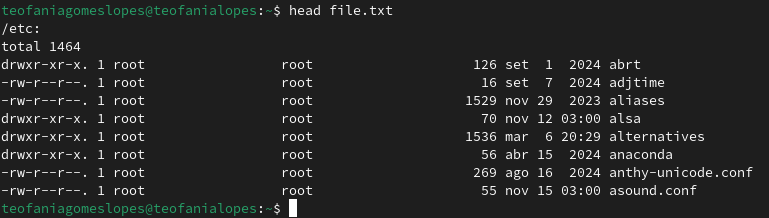 teofaniagomeslopes@teofanialopes:~$ head file.txt
/etc:
total 1464
drwxr-xr-x. 1 root                root                    126 set  1  2024 abrt
-rw-r--r--. 1 root                root                     16 set  7  2024 adjtime
-rw-r--r--. 1 root                root                   1529 nov 29  2023 aliases
drwxr-xr-x. 1 root                root                     70 nov 12 03:00 alsa
drwxr-xr-x. 1 root                root                   1536 mar  6 20:29 alternatives
drwxr-xr-x. 1 root                root                     56 abr 15  2024 anaconda
-rw-r--r--. 1 root                root                    269 ago 16  2024 anthy-unicode.conf
-rw-r--r--. 1 root                root                     55 nov 15 03:00 asound.conf
teofaniagomeslopes@teofanialopes:~$